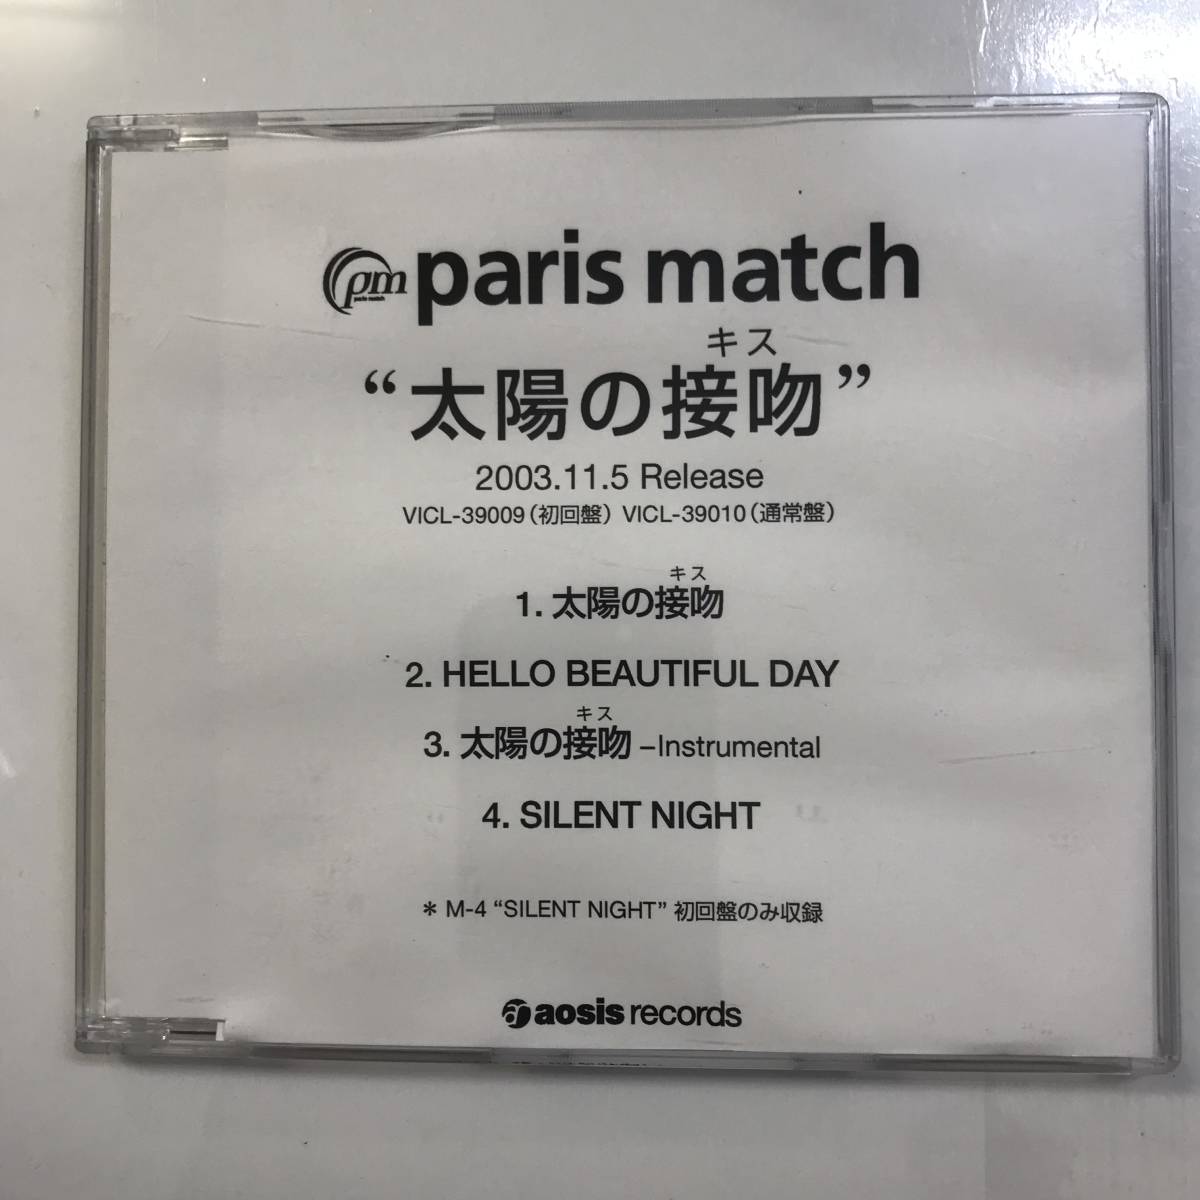 pm paris match paris match
キス
“太陽の接吻”
2003.11.5 Release
VICL-39009（初回盤） VICL-39010（通常盤）
キス
1. 太陽の接吻
2. HELLO BEAUTIFUL DAY
キス
3. 太陽の接吻 –Instrumental
4. SILENT NIGHT
＊ M-4 “SILENT NIGHT” 初回盤のみ収録
aosis records